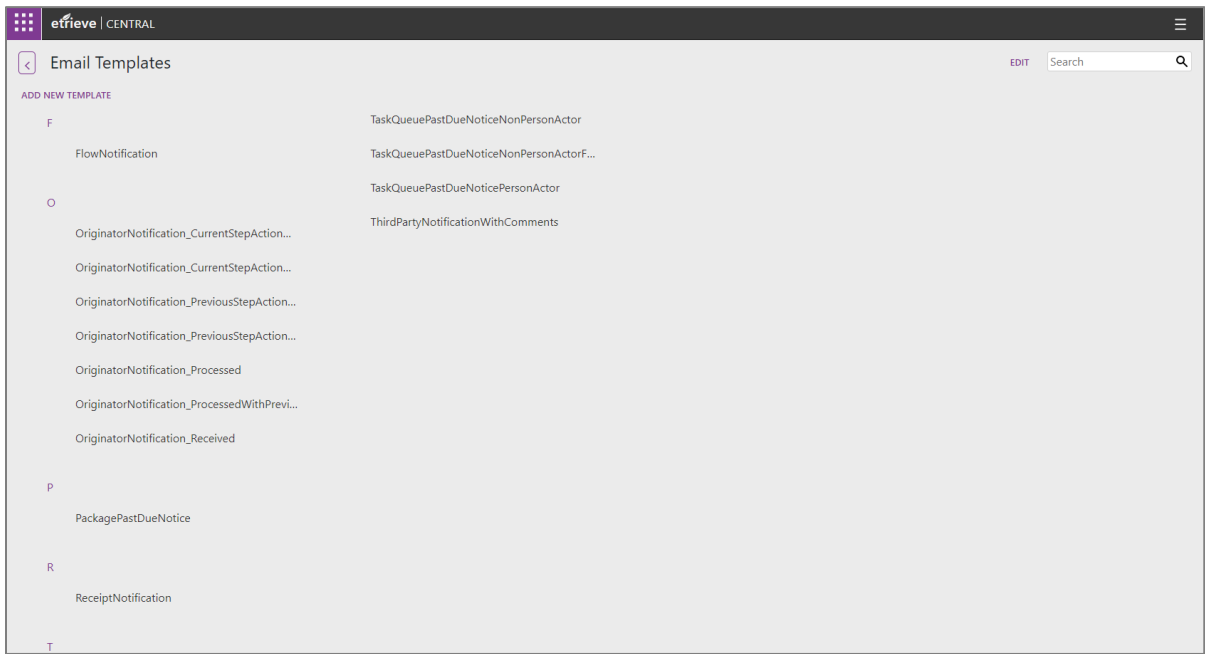 etrieve | CENTRAL
Email Templates
EDIT
Search
ADD NEW TEMPLATE
F
FlowNotification
O
OriginatorNotification_CurrentStepAction...
OriginatorNotification_CurrentStepAction...
OriginatorNotification_PreviousStepAction...
OriginatorNotification_PreviousStepAction...
OriginatorNotification_Processed
OriginatorNotification_ProcessedWithPrevi...
OriginatorNotification_Received
P
PackagePastDueNotice
R
ReceiptNotification
T
TaskQueuePastDueNoticeNonPersonActor
TaskQueuePastDueNoticeNonPersonActorF...
TaskQueuePastDueNoticePersonActor
ThirdPartyNotificationWithComments